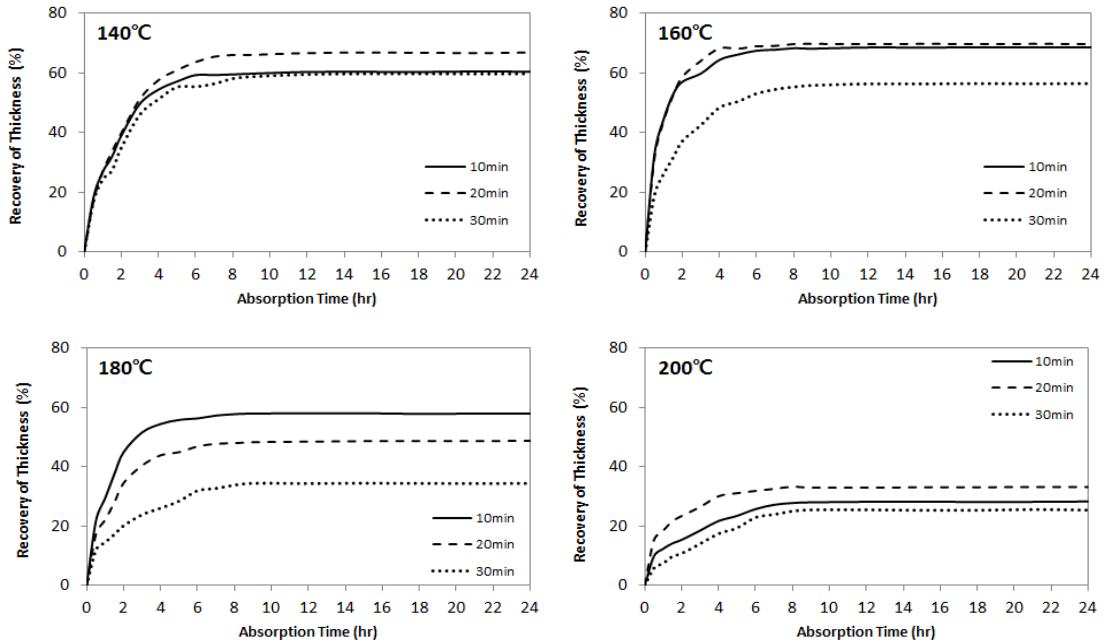 140℃
Recovery of Thickness (%)
80
60
40
20
0
10min
20min
30min
0 2 4 6 8 10 12 14 16 18 20 22 24
Absorption Time (hr)
160℃
Recovery of Thickness (%)
80
60
40
20
0
10min
20min
30min
0 2 4 6 8 10 12 14 16 18 20 22 24
Absorption Time (hr)
180℃
Recovery of Thickness (%)
80
60
40
20
0
10min
20min
30min
0 2 4 6 8 10 12 14 16 18 20 22 24
Absorption Time (hr)
200℃
Recovery of Thickness (%)
80
60
40
20
0
10min
20min
30min
0 2 4 6 8 10 12 14 16 18 20 22 24
Absorption Time (hr)